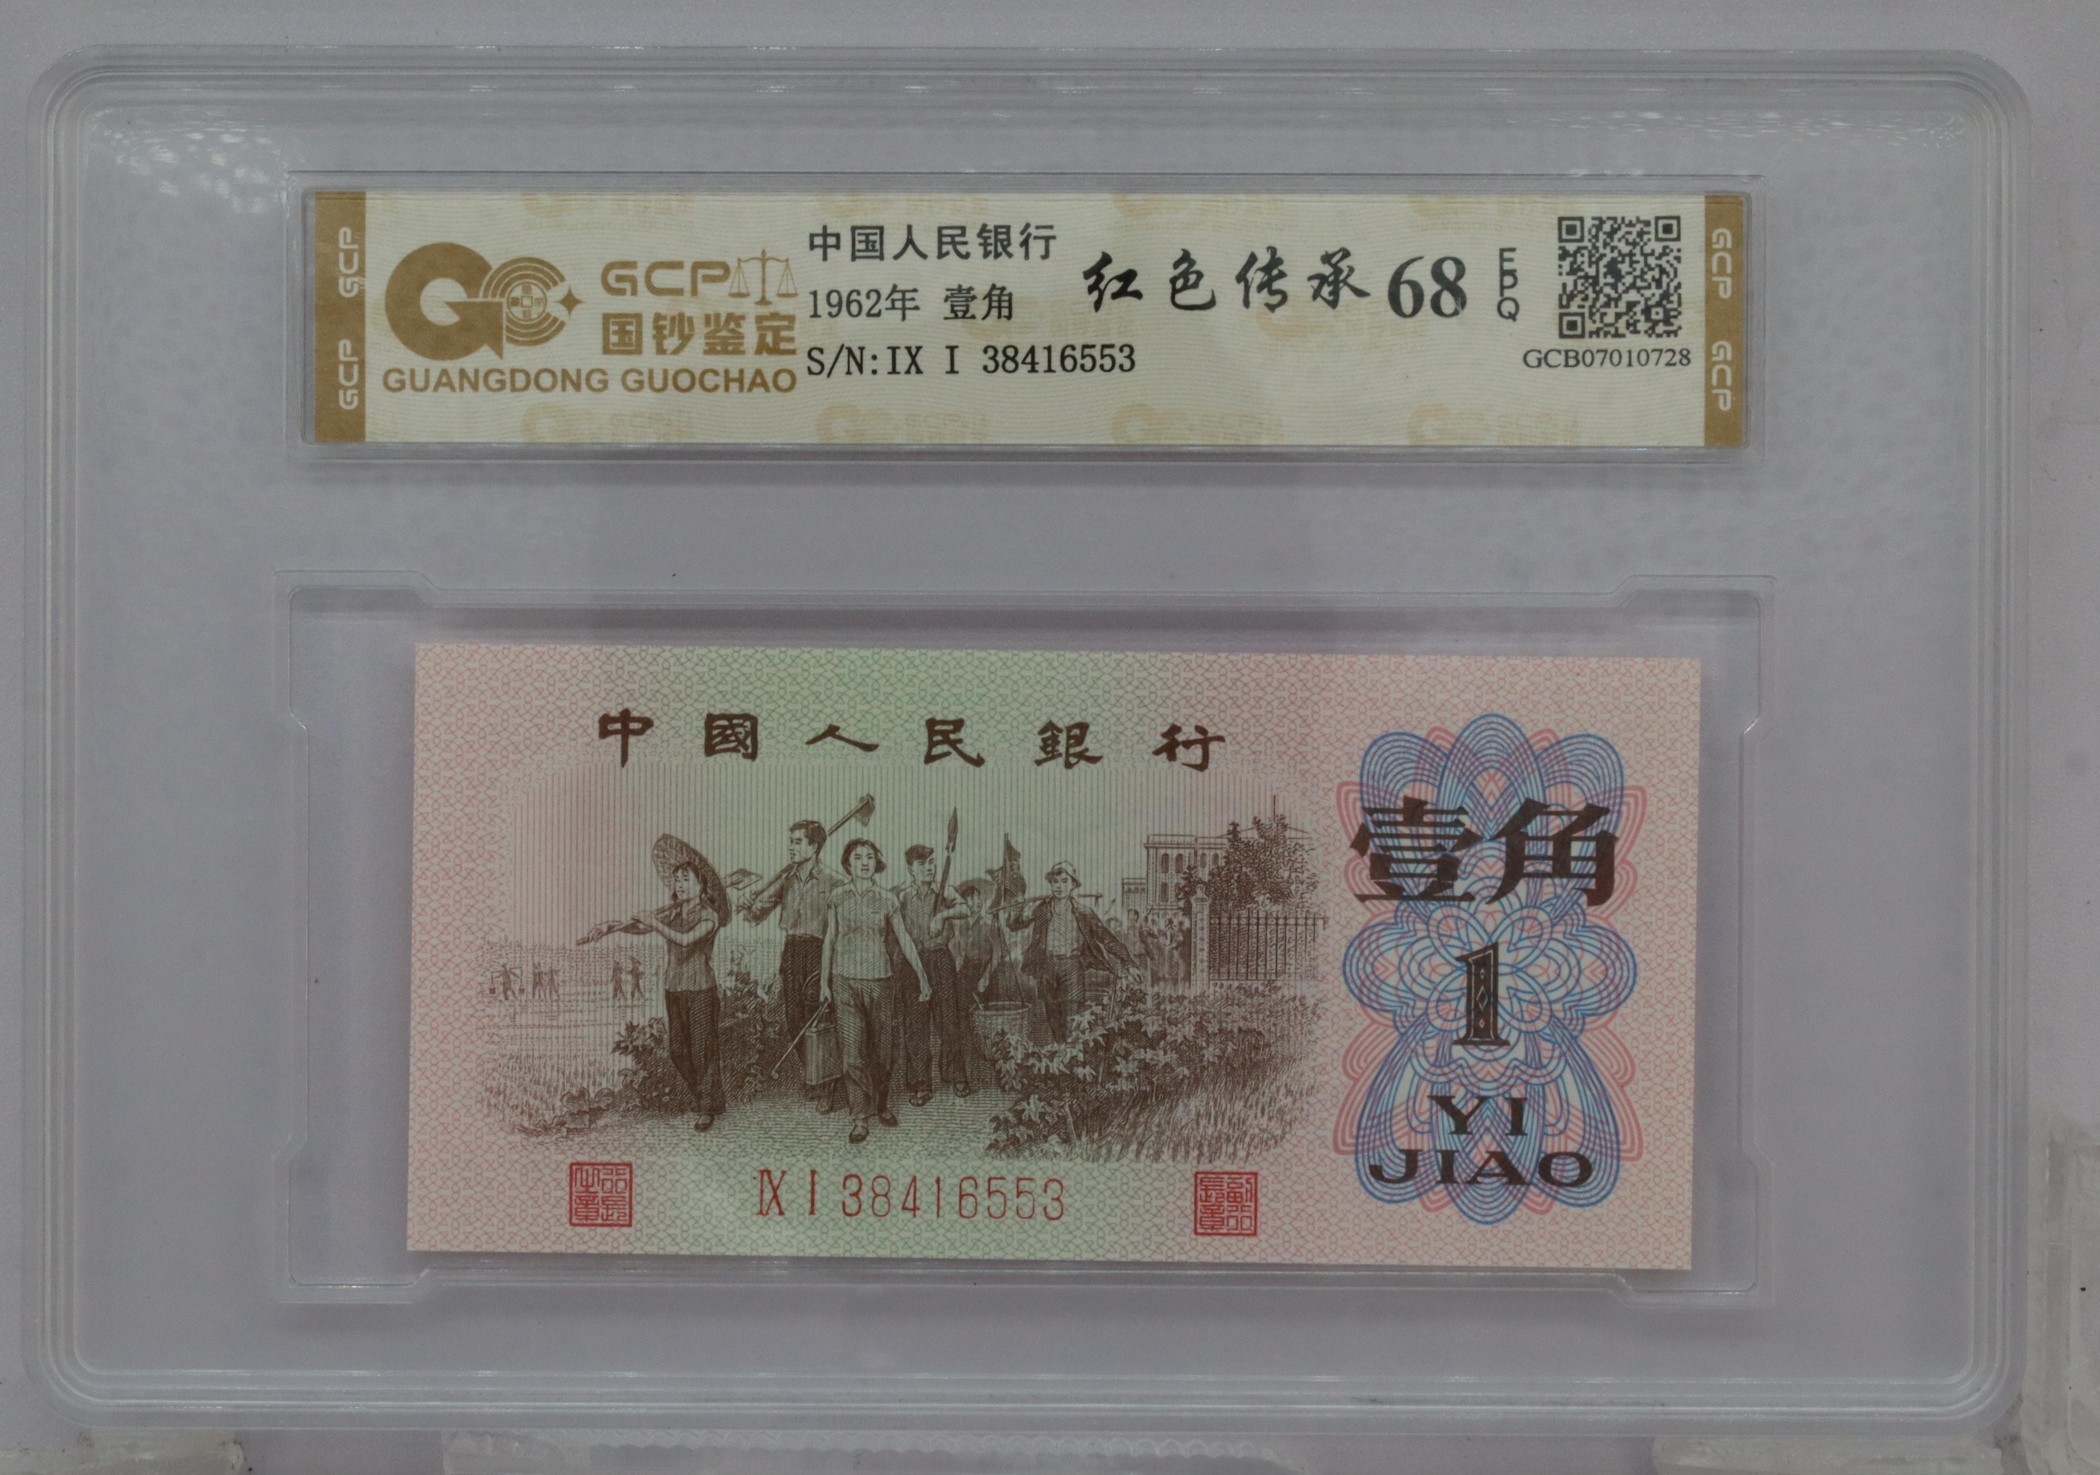 GCP
GCP
GCP
国钞鉴定
GUANGDONG GUOCHAO
中国人民银行
1962年 壹角
S/N:IX I 38416553
红色传承
68
EPQ
GCB07010728
GCP
GCP
中國人民銀行
壹角
1
YI
JIAO
IX I 38416553